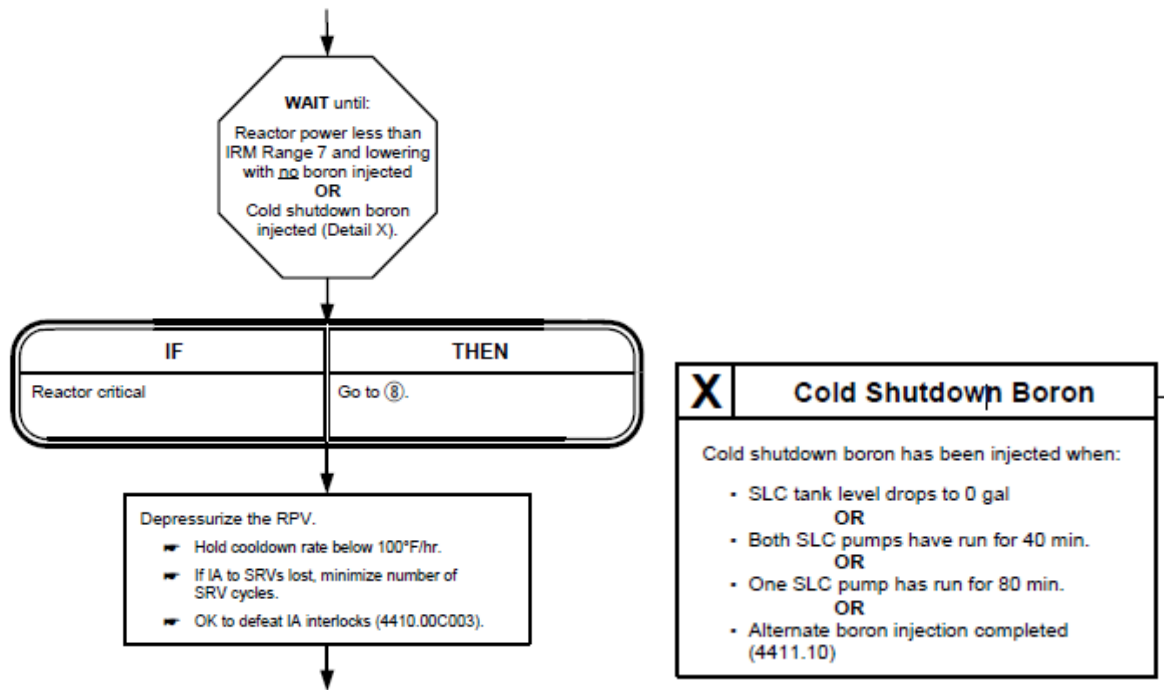 WAIT until:
Reactor power less than
IRM Range 7 and lowering
with no boron injected
OR
Cold shutdown boron
injected (Detail X).
IF
THEN
Reactor critical
Go to ⑧.
Depressurize the RPV.
☛ Hold cooldown rate below 100°F/hr.
☛ If IA to SRVs lost, minimize number of
SRV cycles.
☛ OK to defeat IA interlocks (4410.00C003).
X
Cold Shutdown Boron
Cold shutdown boron has been injected when:
• SLC tank level drops to 0 gal
OR
• Both SLC pumps have run for 40 min.
OR
• One SLC pump has run for 80 min.
OR
• Alternate boron injection completed
(4411.10)